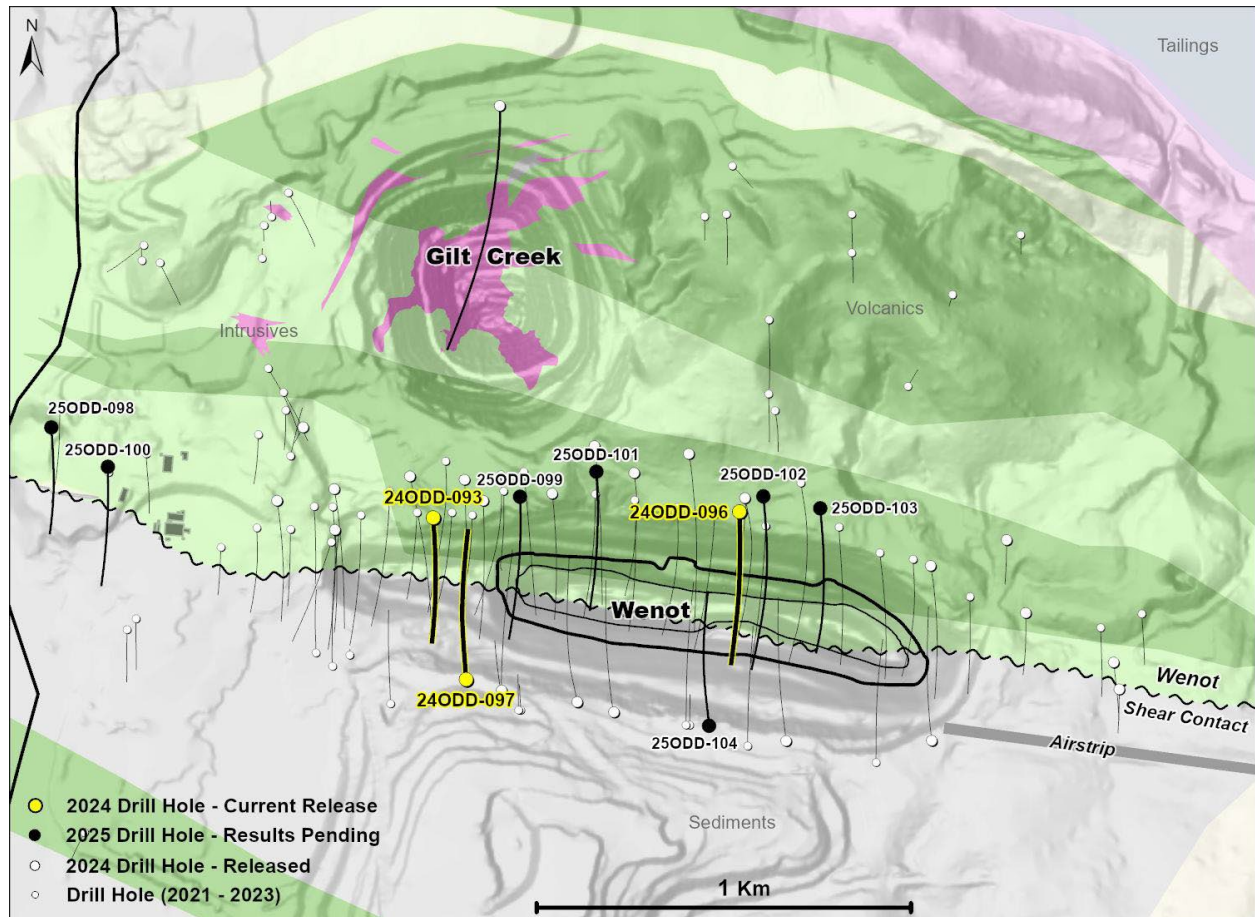 N
Tailings
Gilt Creek
Volcanics
Intrusives
25ODD-098
25ODD-100
25ODD-101
25ODD-099
25ODD-102
24ODD-093
24ODD-096
25ODD-103
Wenot
24ODD-097
25ODD-104
Wenot
Shear Contact
Airstrip
Sediments
2024 Drill Hole - Current Release
2025 Drill Hole - Results Pending
2024 Drill Hole - Released
Drill Hole (2021 - 2023)
1 Km